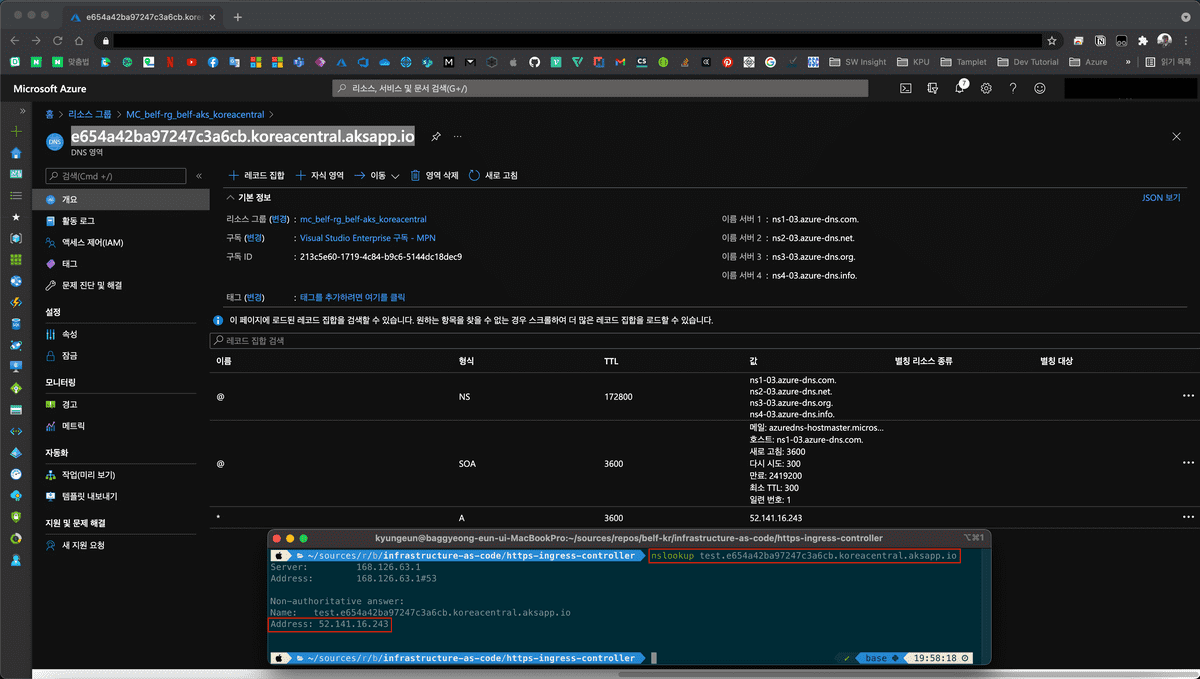 e654a42ba97247c3a6cb.kore
맞춤법
SW Insight
KPU
Tamplet
Dev Tutorial
Azure
»
읽기 목록
Microsoft Azure
리소스, 서비스 및 문서 검색(G+/)
7
홈 > 리소스 그룹 > MC_belf-rg_belf-aks_koreacentral >
e654a42ba97247c3a6cb.koreacentral.aksapp.io
DNS
DNS 영역
검색(Cmd +/)
«
개요
활동 로그
액세스 제어(IAM)
태그
문제 진단 및 해결
설정
속성
잠금
모니터링
경고
메트릭
자동화
작업(미리 보기)
템플릿 내보내기
지원 및 문제 해결
새 지원 요청
레코드 집합
자식 영역
이동
영역 삭제
새로 고침
기본 정보
JSON 보기
리소스 그룹 (변경) : mc_belf-rg_belf-aks_koreacentral
구독 (변경) : Visual Studio Enterprise 구독 - MPN
구독 ID : 213c5e60-1719-4c84-b9c6-5144dc18dec9
태그 (변경) : 태그를 추가하려면 여기를 클릭
이름 서버 1 : ns1-03.azure-dns.com.
이름 서버 2 : ns2-03.azure-dns.net.
이름 서버 3 : ns3-03.azure-dns.org.
이름 서버 4 : ns4-03.azure-dns.info.
이 페이지에 로드된 레코드 집합을 검색할 수 있습니다. 원하는 항목을 찾을 수 없는 경우 스크롤하여 더 많은 레코드 집합을 로드할 수 있습니다.
레코드 집합 검색
이름 형식 TTL 값 별칭 리소스 종류 별칭 대상
@ NS 172800
ns1-03.azure-dns.com.
ns2-03.azure-dns.net.
ns3-03.azure-dns.org.
ns4-03.azure-dns.info.
@ SOA 3600
메일: azuredns-hostmaster.micros...
호스트: ns1-03.azure-dns.com.
새로 고침: 3600
다시 시도: 300
만료: 2419200
최소 TTL: 300
일련 번호: 1
* A 3600 52.141.16.243
kyungeun@baggyeong-eun-ui-MacBookPro:~/sources/repos/belf-kr/infrastructure-as-code/https-ingress-controller
⌥⌘1
~/sources/r/b/infrastructure-as-code/https-ingress-controller nslookup test.e654a42ba97247c3a6cb.koreacentral.aksapp.io
Server: 168.126.63.1
Address: 168.126.63.1#53
Non-authoritative answer:
Name: test.e654a42ba97247c3a6cb.koreacentral.aksapp.io
Address: 52.141.16.243
~/sources/r/b/infrastructure-as-code/https-ingress-controller
✓ base 19:58:18